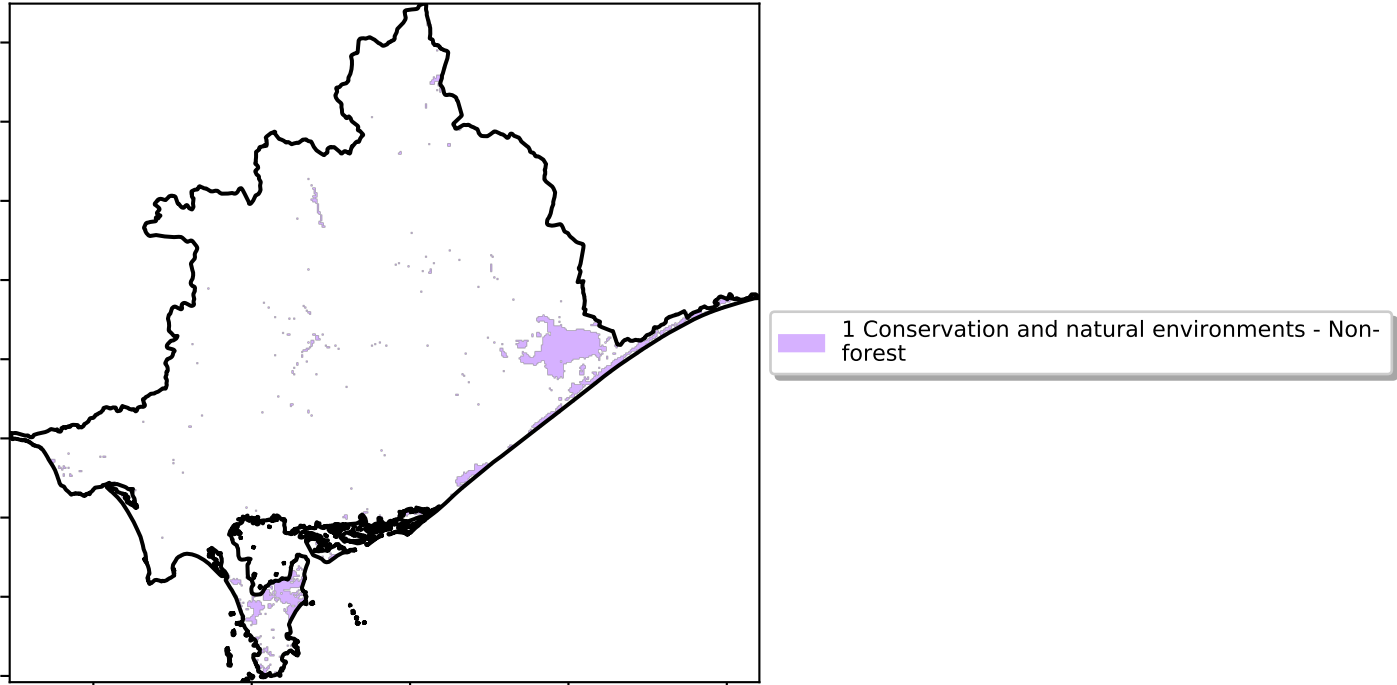 1 Conservation and natural environments - Non-
forest